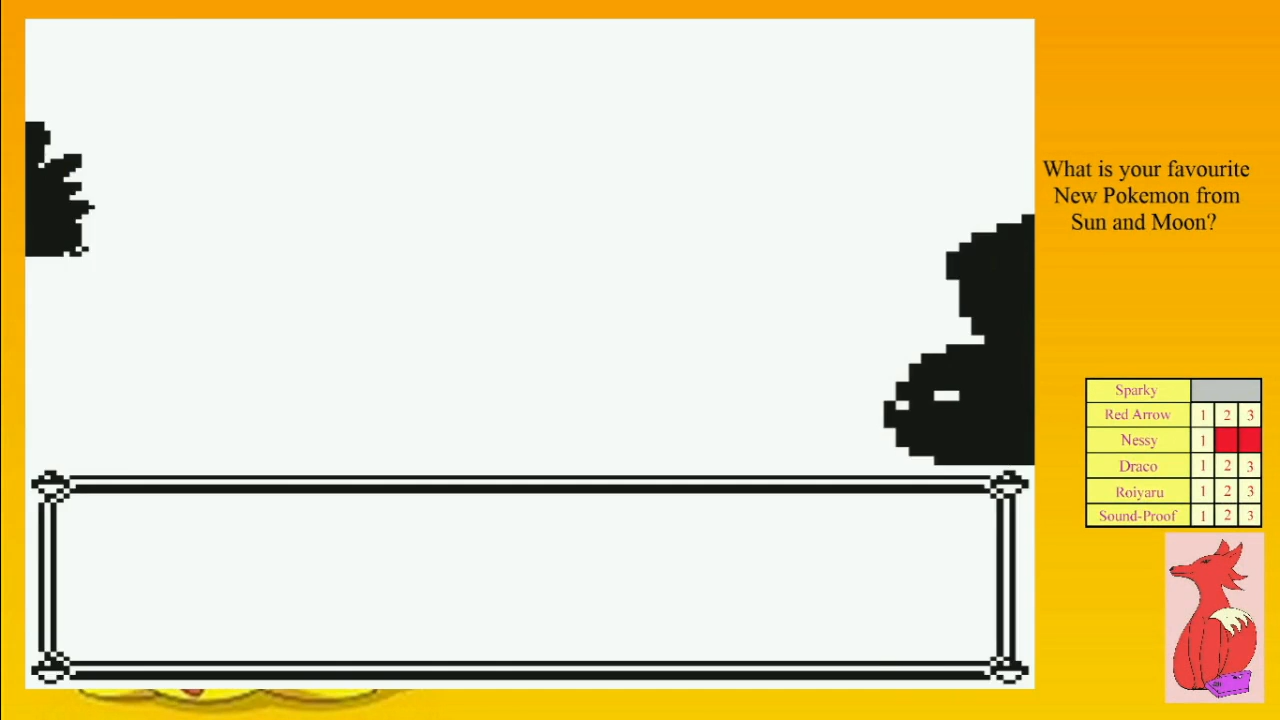 What is your favourite
New Pokemon from
Sun and Moon?
Sparky
Red Arrow 1 2 3
Nessy 1
Draco 1 2 3
Roiyaru 1 2 3
Sound-Proof 1 2 3